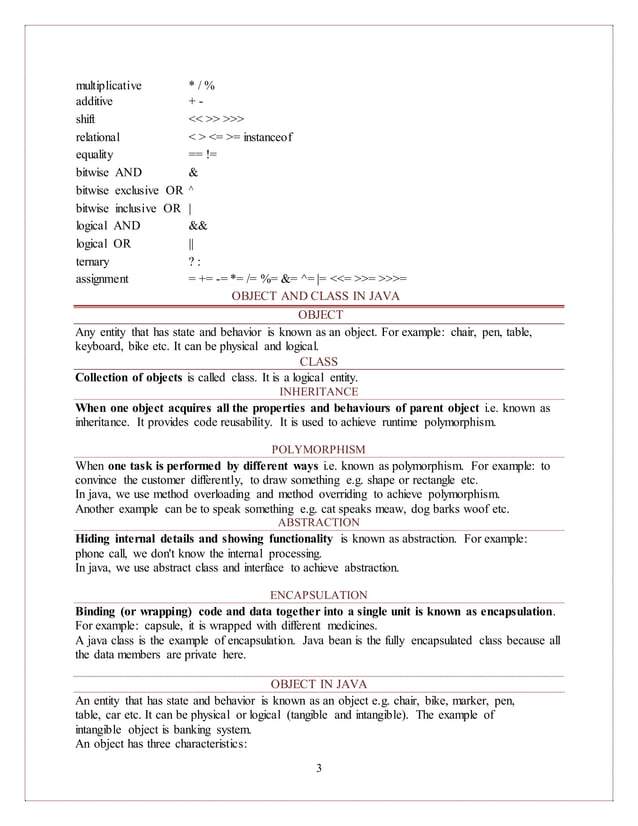 multiplicative * / %
additive + -
shift << >> >>>
relational < > <= >= instanceof
equality == !=
bitwise AND &
bitwise exclusive OR ^
bitwise inclusive OR |
logical AND &&
logical OR ||
ternary ? :
assignment = += -= *= /= %= &= ^= |= <<= >>= >>>=
OBJECT AND CLASS IN JAVA
OBJECT
Any entity that has state and behavior is known as an object. For example: chair, pen, table,
keyboard, bike etc. It can be physical and logical.
CLASS
Collection of objects is called class. It is a logical entity.
INHERITANCE
When one object acquires all the properties and behaviours of parent object i.e. known as
inheritance. It provides code reusability. It is used to achieve runtime polymorphism.
POLYMORPHISM
When one task is performed by different ways i.e. known as polymorphism. For example: to
convince the customer differently, to draw something e.g. shape or rectangle etc.
In java, we use method overloading and method overriding to achieve polymorphism.
Another example can be to speak something e.g. cat speaks meaw, dog barks woof etc.
ABSTRACTION
Hiding internal details and showing functionality is known as abstraction. For example:
phone call, we don't know the internal processing.
In java, we use abstract class and interface to achieve abstraction.
ENCAPSULATION
Binding (or wrapping) code and data together into a single unit is known as encapsulation.
For example: capsule, it is wrapped with different medicines.
A java class is the example of encapsulation. Java bean is the fully encapsulated class because all
the data members are private here.
OBJECT IN JAVA
An entity that has state and behavior is known as an object e.g. chair, bike, marker, pen,
table, car etc. It can be physical or logical (tangible and intangible). The example of
intangible object is banking system.
An object has three characteristics:
3